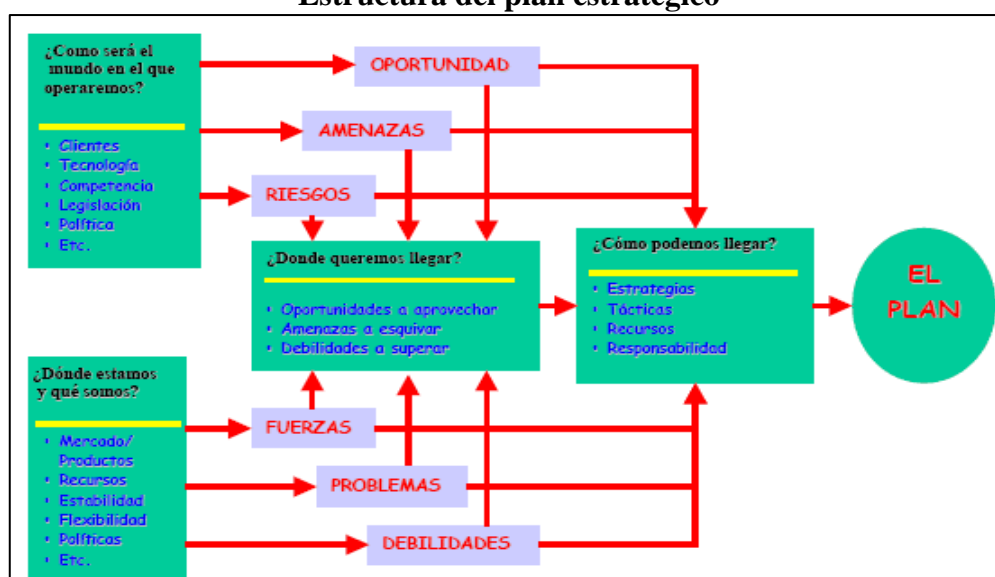 Estructura del plan estratégico
¿Como será el
mundo en el que
operaremos?
• Clientes
• Tecnología
• Competencia
• Legislación
• Política
• Etc.
OPORTUNIDAD
AMENAZAS
RIESGOS
¿Donde queremos llegar?
• Oportunidades a aprovechar
• Amenazas a esquivar
• Debilidades a superar
¿Cómo podemos llegar?
• Estrategias
• Tácticas
• Recursos
• Responsabilidad
EL
PLAN
¿Dónde estamos
y qué somos?
• Mercado/
Productos
• Recursos
• Estabilidad
• Flexibilidad
• Políticas
• Etc.
FUERZAS
PROBLEMAS
DEBILIDADES